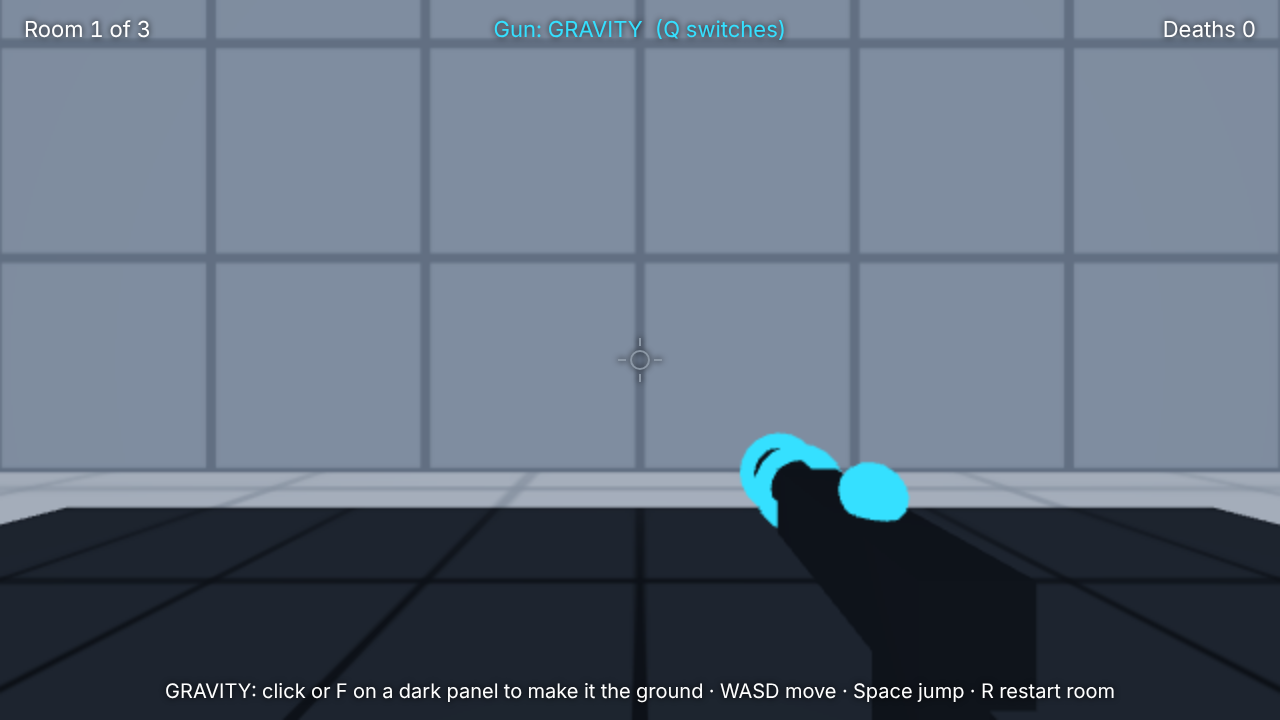 Room 1 of 3
Gun: GRAVITY (Q switches)
Deaths 0
GRAVITY: click or F on a dark panel to make it the ground · WASD move · Space jump · R restart room